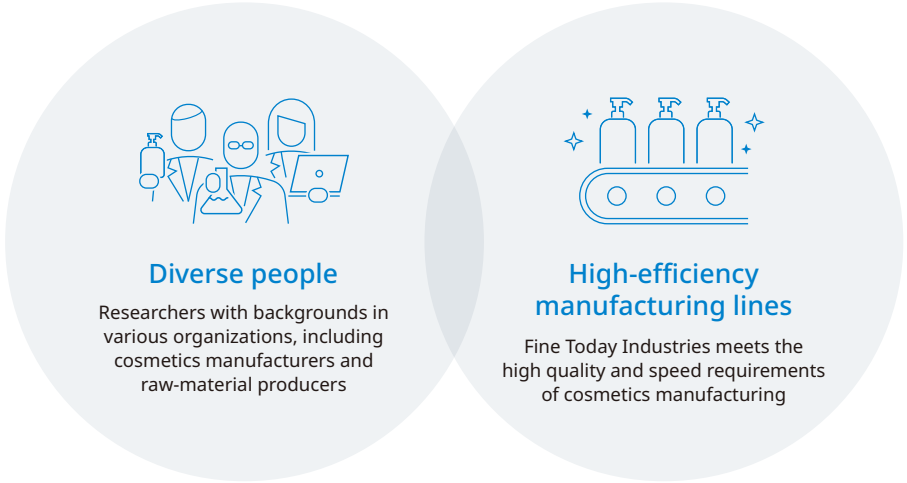 Diverse people
Researchers with backgrounds in
various organizations, including
cosmetics manufacturers and
raw-material producers
High-efficiency
manufacturing lines
Fine Today Industries meets the
high quality and speed requirements
of cosmetics manufacturing